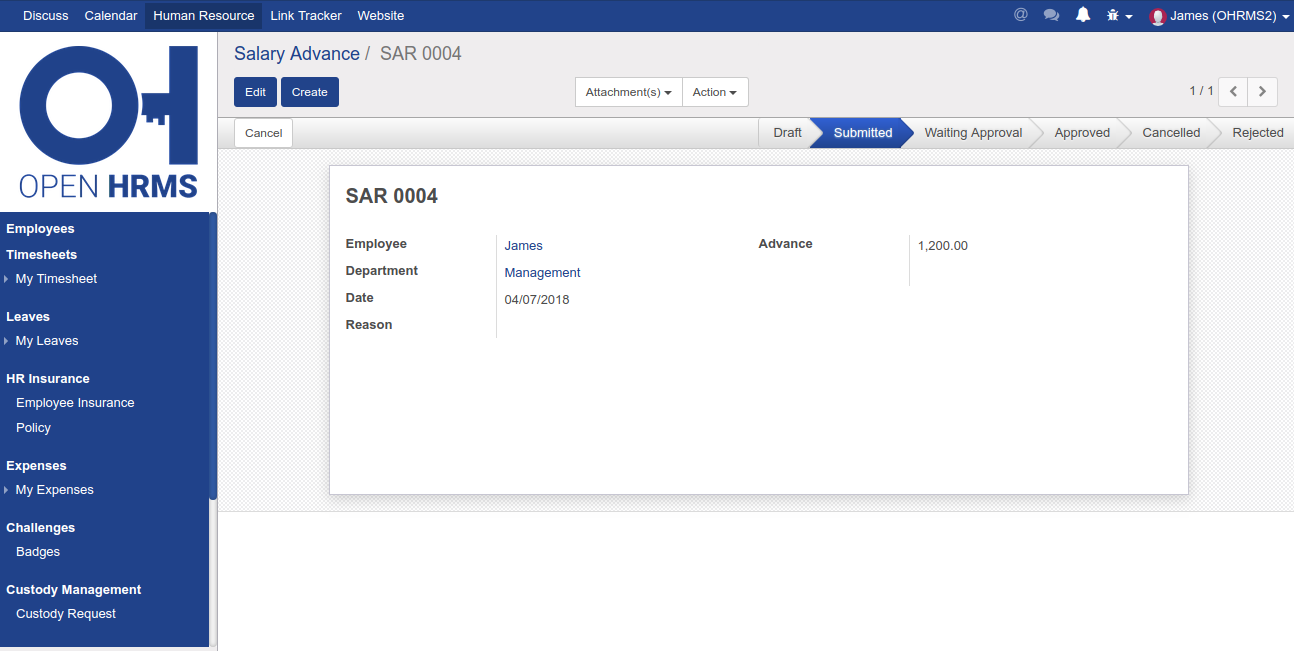 Discuss Calendar Human Resource Link Tracker Website @ James (OHRMS2)
OPEN HRMS
Salary Advance / SAR 0004
Edit Create Attachment(s) Action 1 / 1
Cancel Draft Submitted Waiting Approval Approved Cancelled Rejected
Employees
Timesheets
My Timesheet
Leaves
My Leaves
HR Insurance
Employee Insurance
Policy
Expenses
My Expenses
Challenges
Badges
Custody Management
Custody Request
SAR 0004
Employee James Advance 1,200.00
Department Management
Date 04/07/2018
Reason